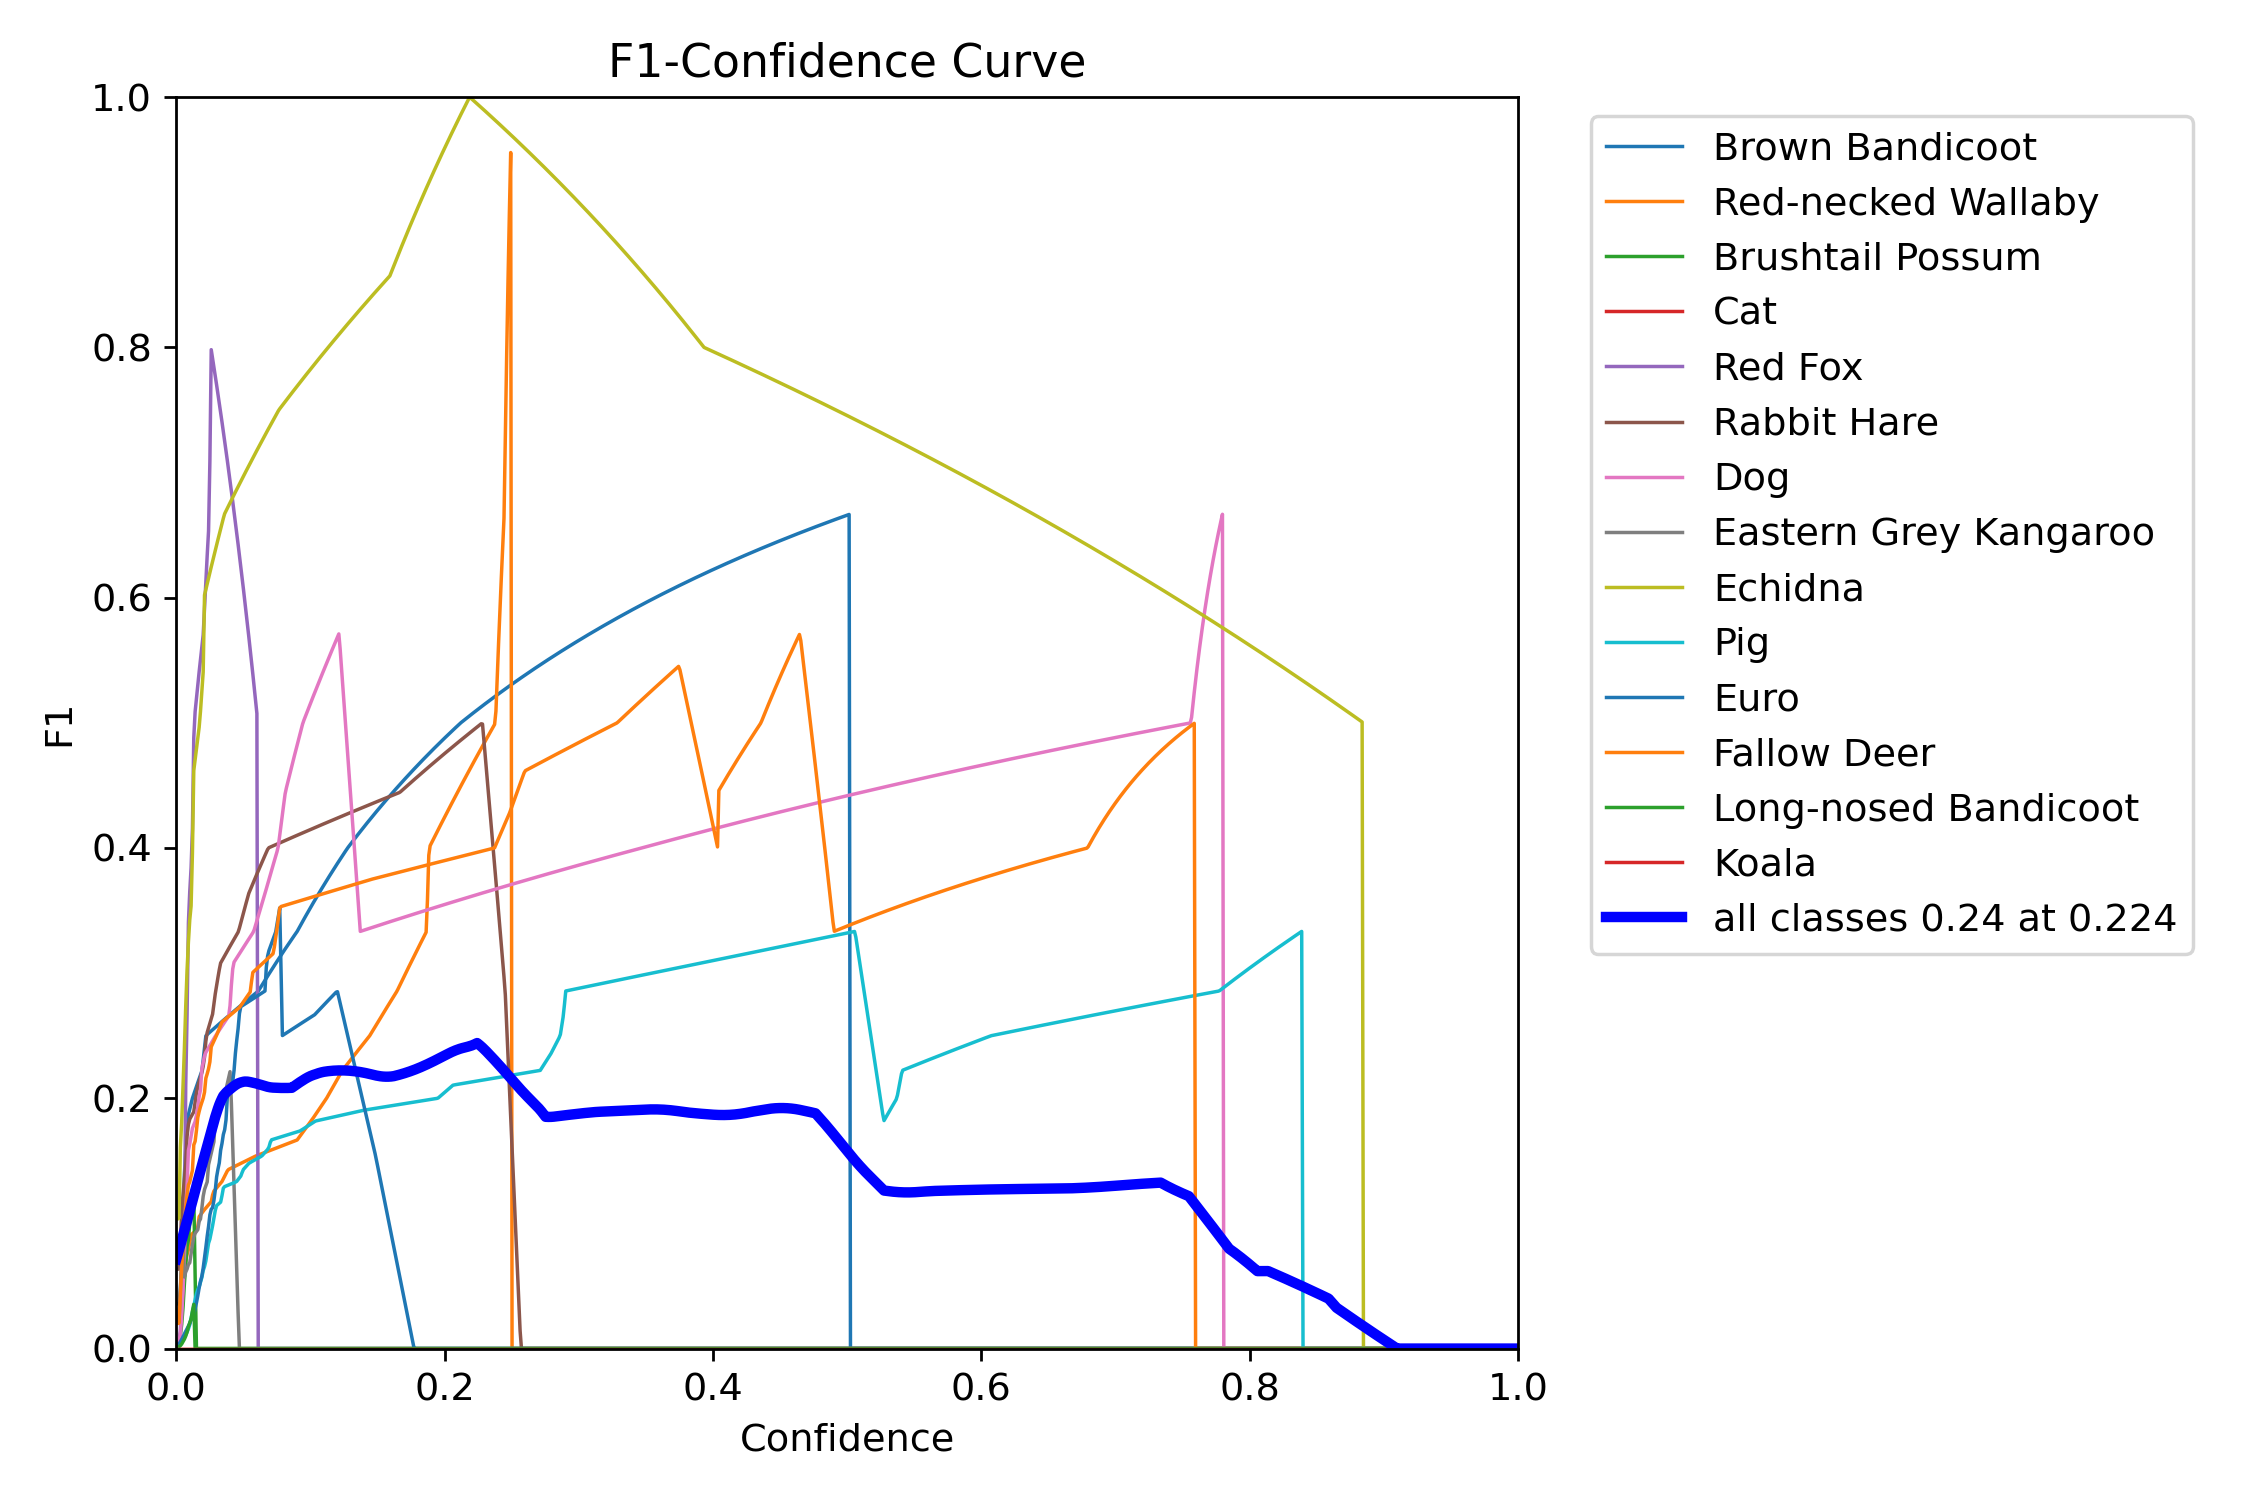 F1-Confidence Curve
1.0
0.8
0.6
0.4
0.2
0.0
F1
0.0
0.2
0.4
0.6
0.8
1.0
Confidence
Brown Bandicoot
Red-necked Wallaby
Brushtail Possum
Cat
Red Fox
Rabbit Hare
Dog
Eastern Grey Kangaroo
Echidna
Pig
Euro
Fallow Deer
Long-nosed Bandicoot
Koala
all classes 0.24 at 0.224